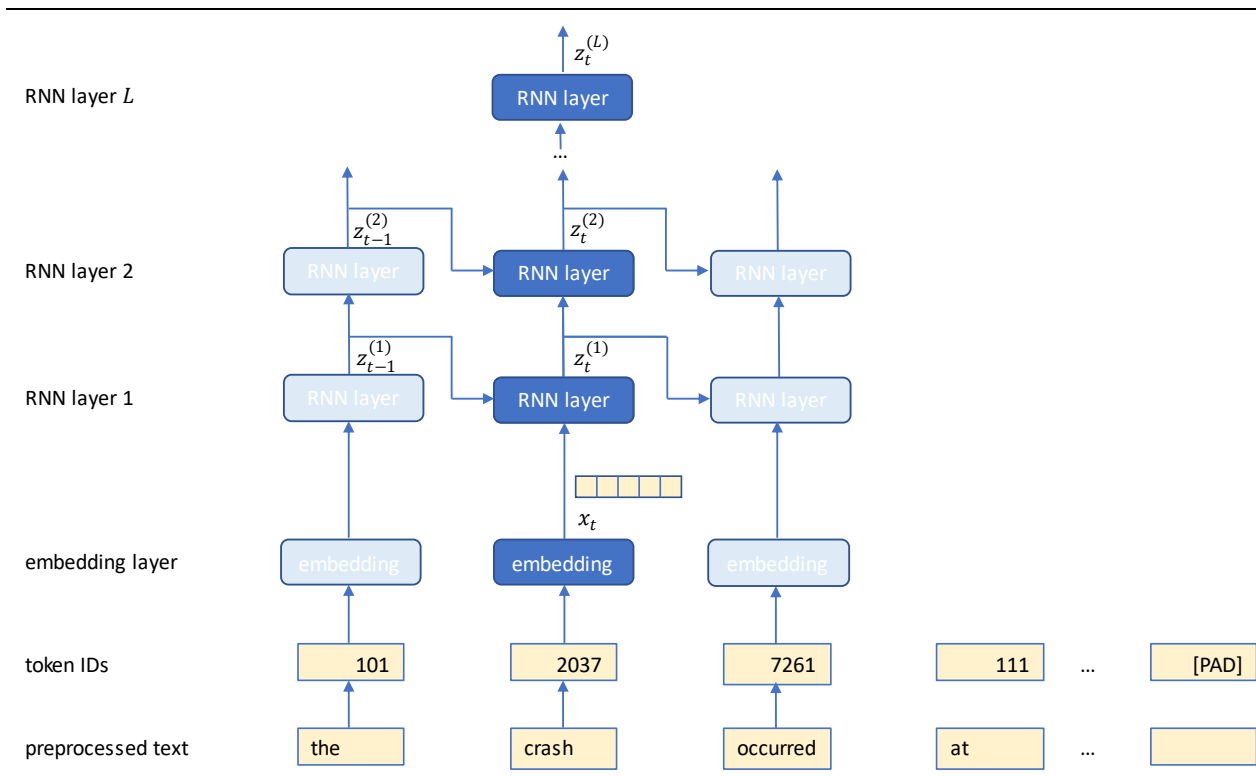 z_t^{(L)}
RNN layer L RNN layer
...
z_{t-1}^{(2)} z_t^{(2)}
RNN layer 2 RNN layer RNN layer RNN layer
z_{t-1}^{(1)} z_t^{(1)}
RNN layer 1 RNN layer RNN layer RNN layer
x_t
embedding layer embedding embedding embedding
token IDs 101 2037 7261 111 ... [PAD]
preprocessed text the crash occurred at ...